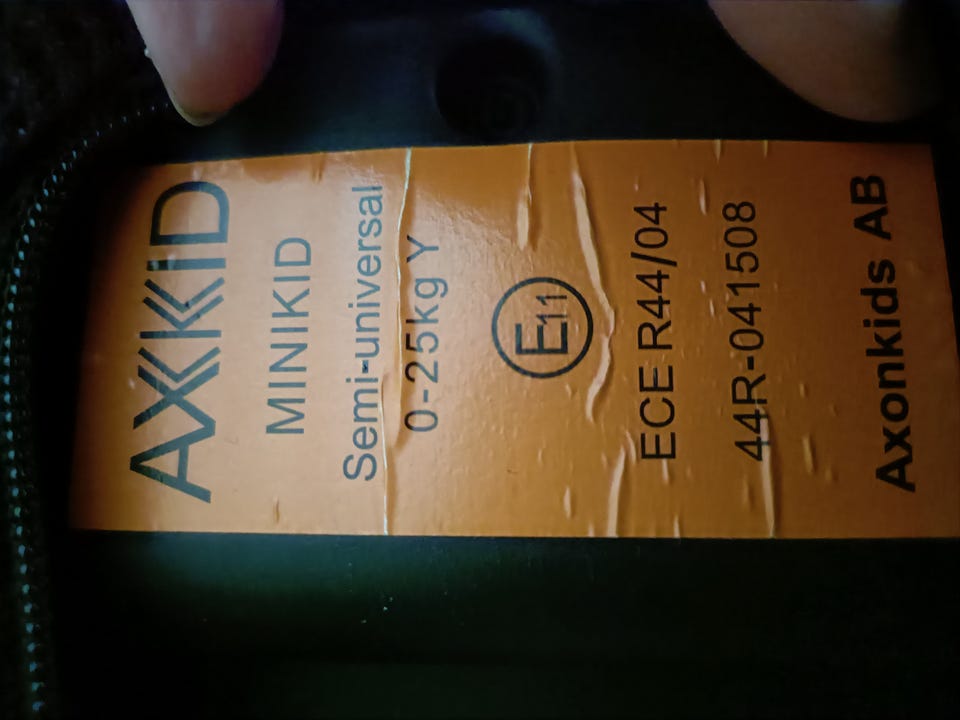 AXKID
MINIKID
Semi-universal
0-25kg Y
E11
ECE R44/04
44R-041508
Axonkids AB